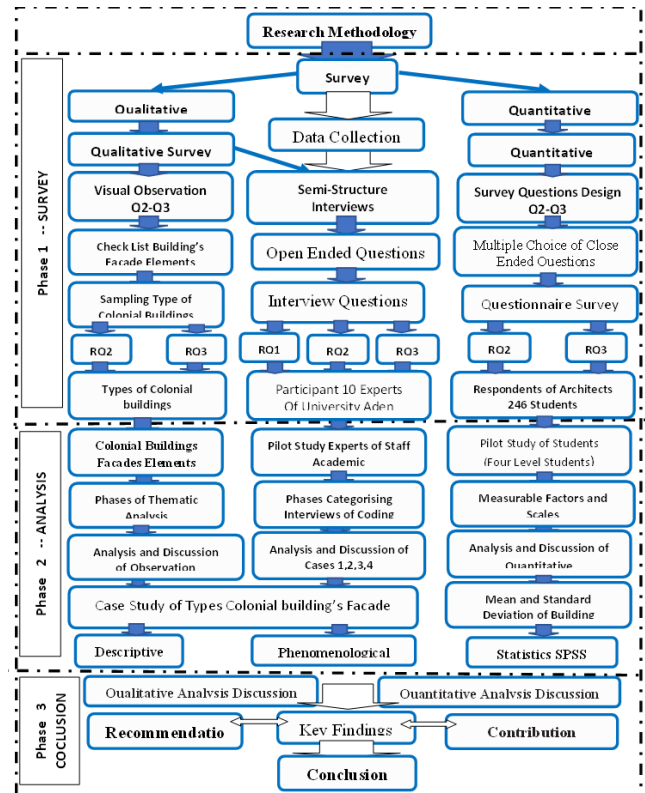 Research Methodology
Phase 1 -- SURVEY
Survey
Qualitative
Quantitative
Data Collection
Qualitative Survey
Quantitative
Visual Observation
Q2-Q3
Semi-Structure
Interviews
Survey Questions Design
Q2-Q3
Check List Building's
Facade Elements
Open Ended Questions
Multiple Choice of Close
Ended Questions
Sampling Type of
Colonial Buildings
Interview Questions
Questionnaire Survey
RQ2
RQ3
RQ1
RQ2
RQ3
RQ2
RQ3
Types of Colonial
buildings
Participant 10 Experts
Of University Aden
Respondents of Architects
246 Students
Phase 2 -- ANALYSIS
Colonial Buildings
Facades Elements
Pilot Study Experts of Staff
Academic
Pilot Study of Students
(Four Level Students)
Phases of Thematic
Analysis
Phases Categorising
Interviews of Coding
Measurable Factors and
Scales
Analysis and Discussion
of Observation
Analysis and Discussion of
Cases 1,2,3,4
Analysis and Discussion of
Quantitative
Case Study of Types Colonial building's Facade
Mean and Standard
Deviation of Building
Descriptive
Phenomenological
Statistics SPSS
Phase 3
COCLUSION
Qualitative Analysis Discussion
Quantitative Analysis Discussion
Recommendatio
Key Findings
Contribution
Conclusion